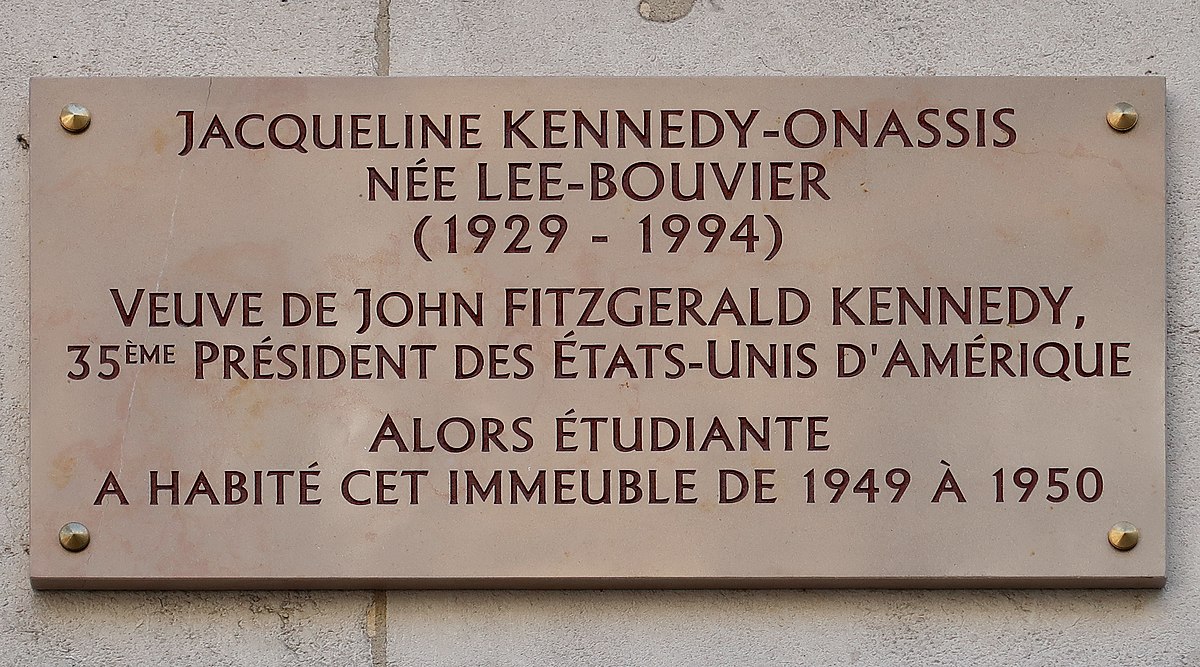 JACQUELINE KENNEDY-ONASSIS
NÉE LEE-BOUVIER
(1929 - 1994)
VEUVE DE JOHN FITZGERALD KENNEDY,
35ÈME PRÉSIDENT DES ÉTATS-UNIS D'AMÉRIQUE
ALORS ÉTUDIANTE
A HABITÉ CET IMMEUBLE DE 1949 À 1950